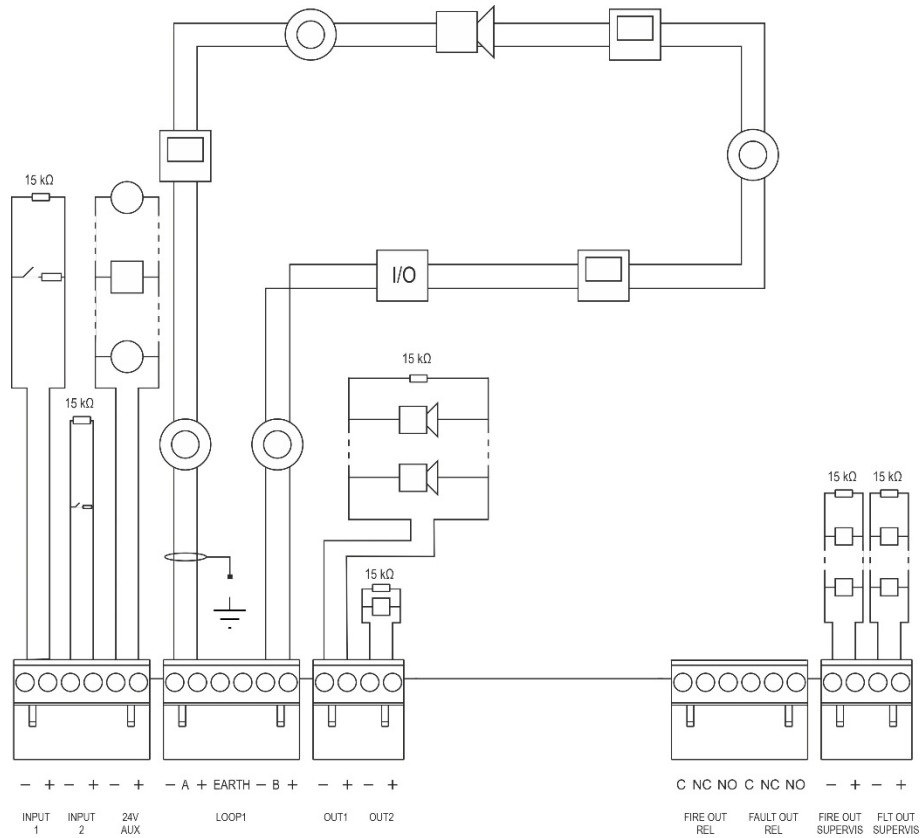 15 kΩ
I/O
15 kΩ
15 kΩ
15 kΩ
15 kΩ 15 kΩ
− + − + − + − A + EARTH − B + − + − + C NC NO C NC NO − + − +
INPUT 1
INPUT 2
24V AUX
LOOP1
OUT1
OUT2
FIRE OUT REL
FAULT OUT REL
FIRE OUT SUPERVIS
FLT OUT SUPERVIS